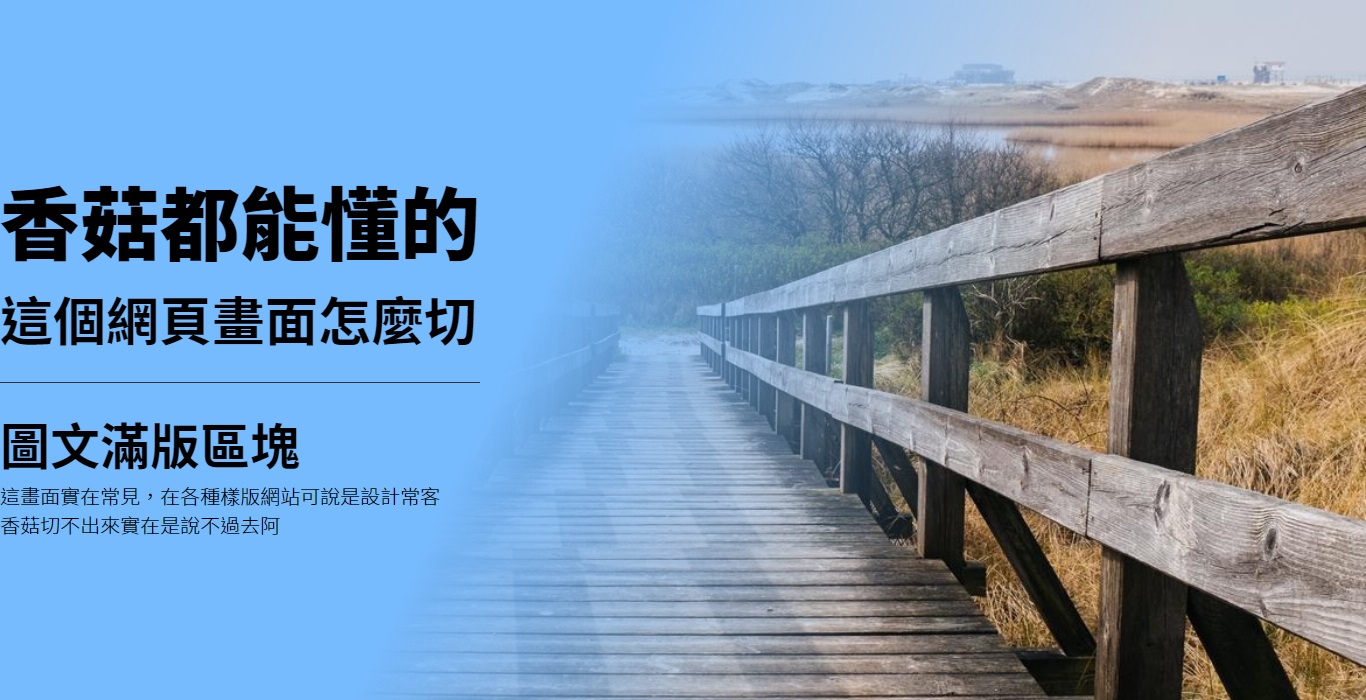 香菇都能懂的
這個網頁畫面怎麼切
圖文滿版區塊
這畫面實在常見，在各種樣版網站可說是設計常客
香菇切不出來實在是說不過去阿